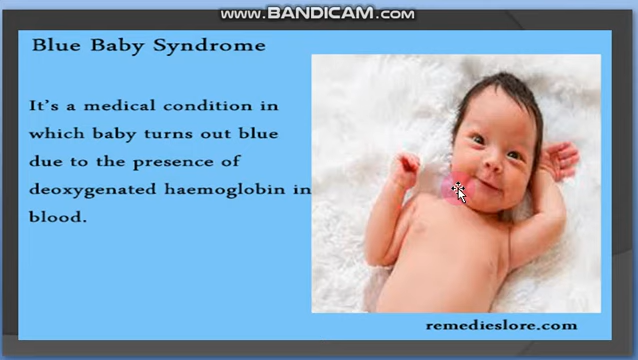 www.BANDICAM.com
Blue Baby Syndrome
It's a medical condition in
which baby turns out blue
due to the presence of
deoxygenated haemoglobin in
blood.
remedieslore.com